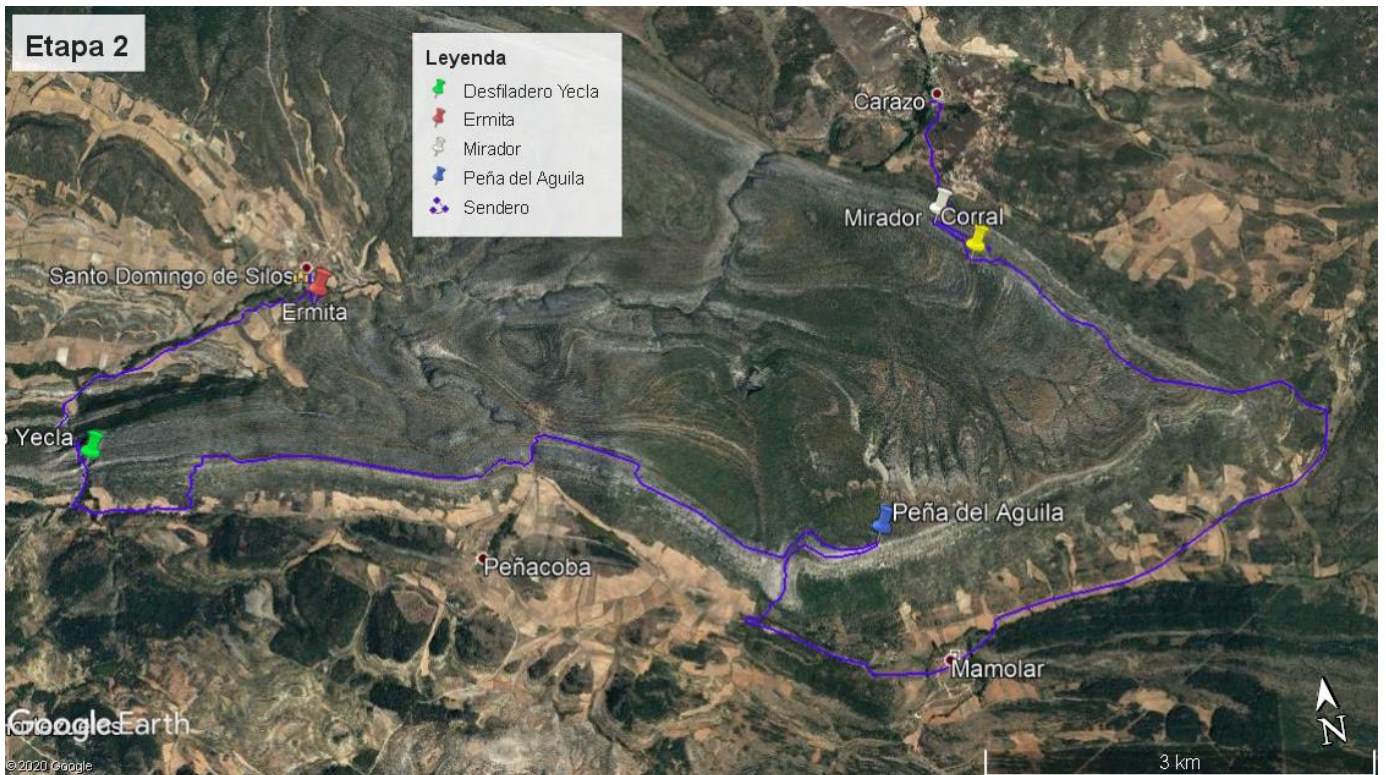 Etapa 2
Leyenda
Desfiladero Yecla
Ermita
Mirador
Peña del Aguila
Sendero
Carazo
Mirador
Corral
Santo Domingo de Silos
Ermita
o Yecla
Peña del Aguila
Peñacoba
Mamolar
Google Earth
© 2020 Google
N
3 km